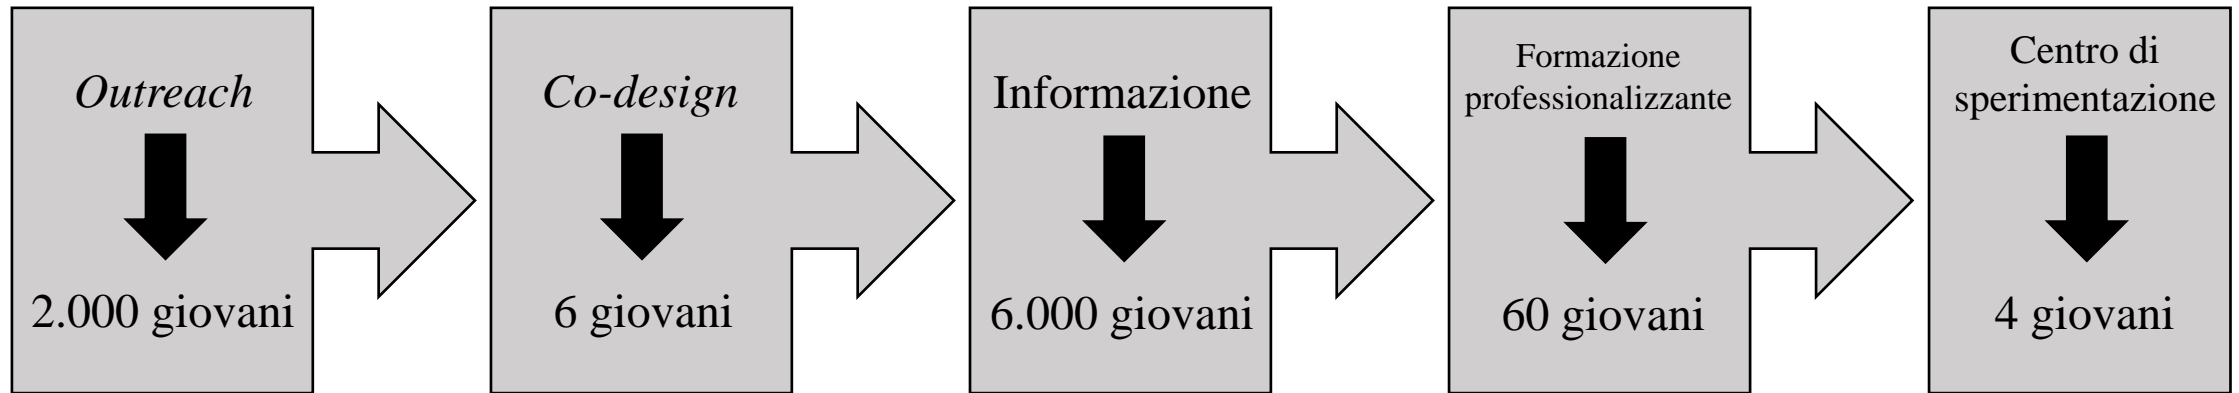 Outreach
2.000 giovani
Co-design
6 giovani
Informazione
6.000 giovani
Formazione
professionalizzante
60 giovani
Centro di
sperimentazione
4 giovani